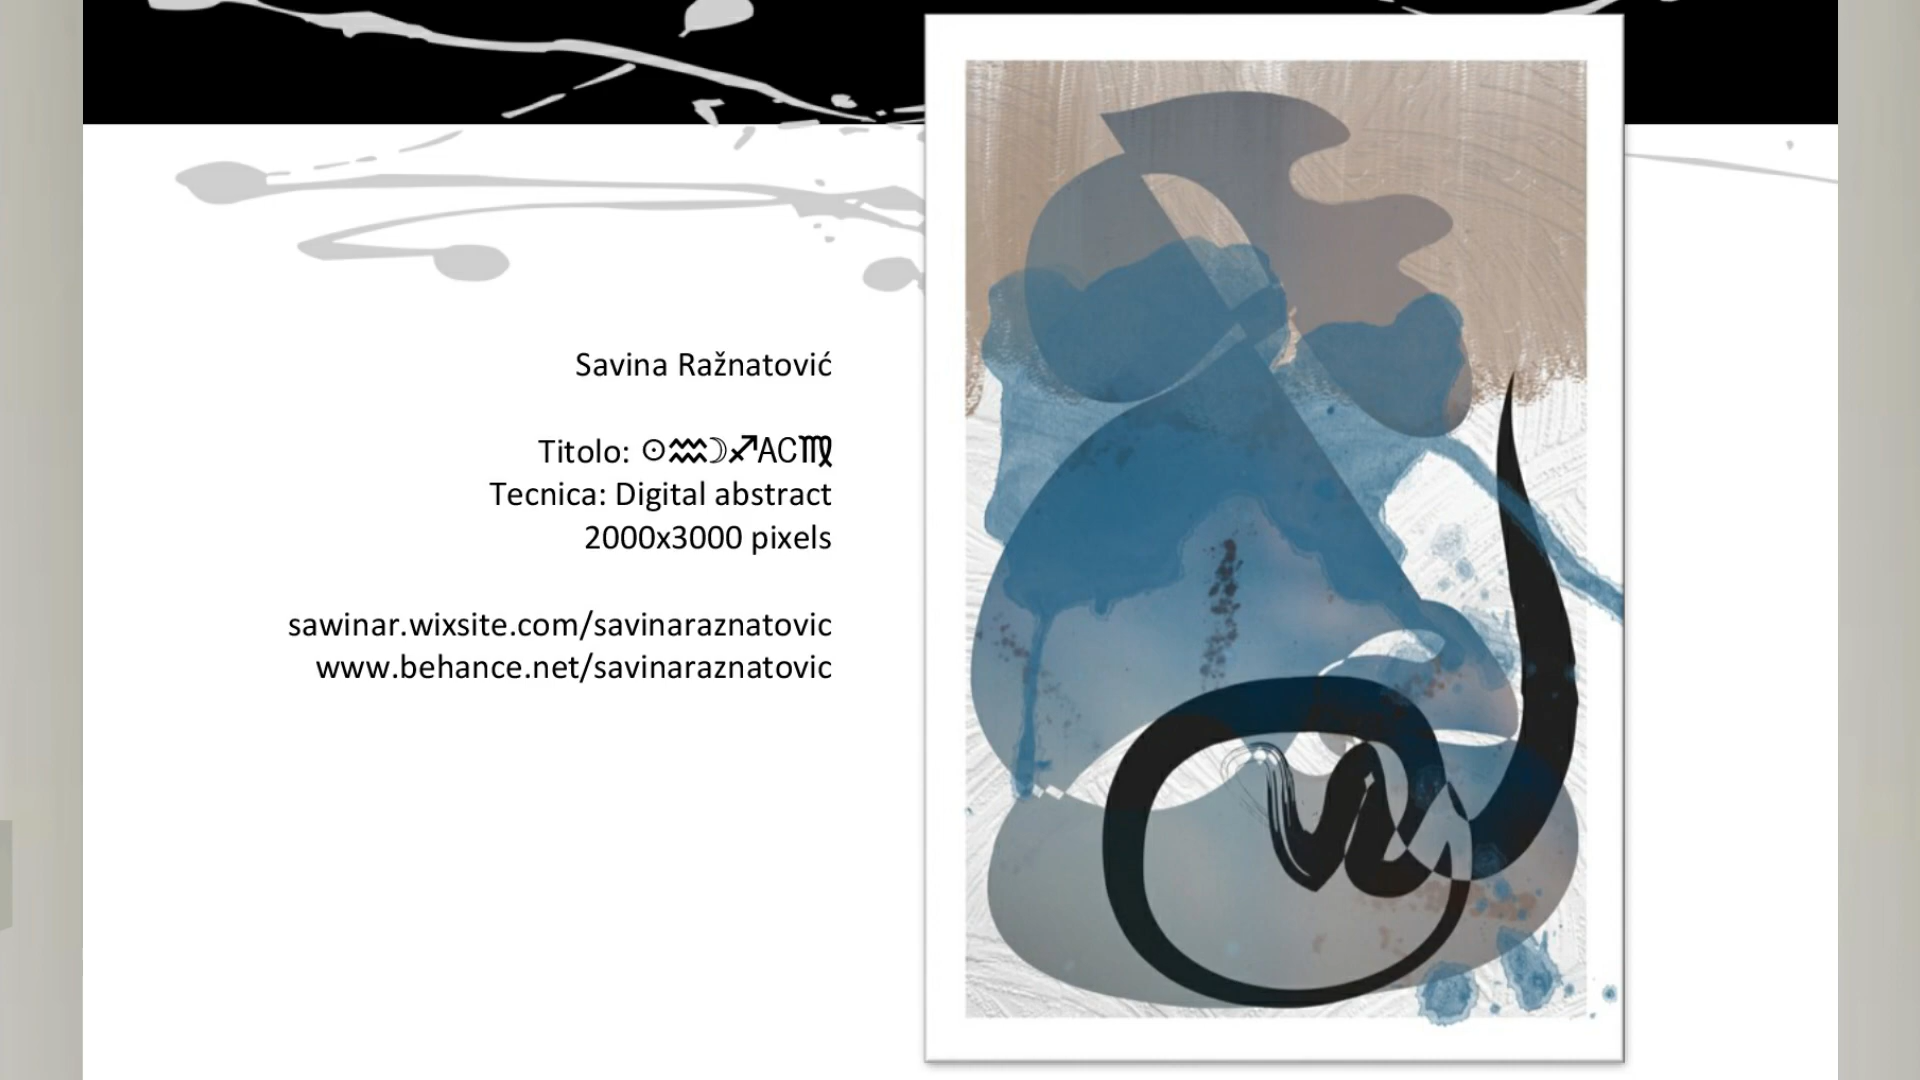 Savina Ražnatović
Titolo: ☉♒☽♐AC♍
Tecnica: Digital abstract
2000x3000 pixels
sawinar.wixsite.com/savinaraznatovic
www.behance.net/savinaraznatovic